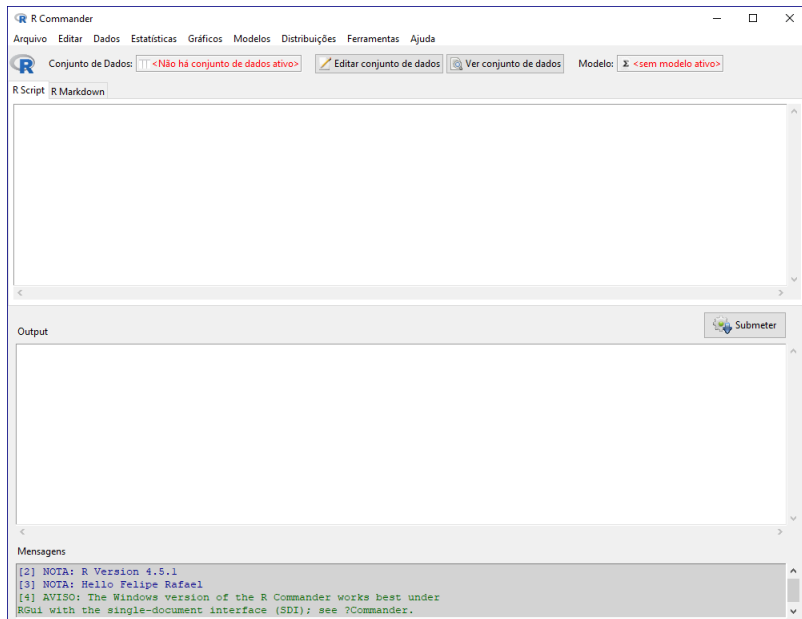 R Commander
Arquivo Editar Dados Estatísticas Gráficos Modelos Distribuições Ferramentas Ajuda
R Conjunto de Dados: <Não há conjunto de dados ativo> Editar conjunto de dados Ver conjunto de dados Modelo: Σ <sem modelo ativo>
R Script R Markdown
Output Submeter
Mensagens
[2] NOTA: R Version 4.5.1
[3] NOTA: Hello Felipe Rafael
[4] AVISO: The Windows version of the R Commander works best under
RGui with the single-document interface (SDI); see ?Commander.